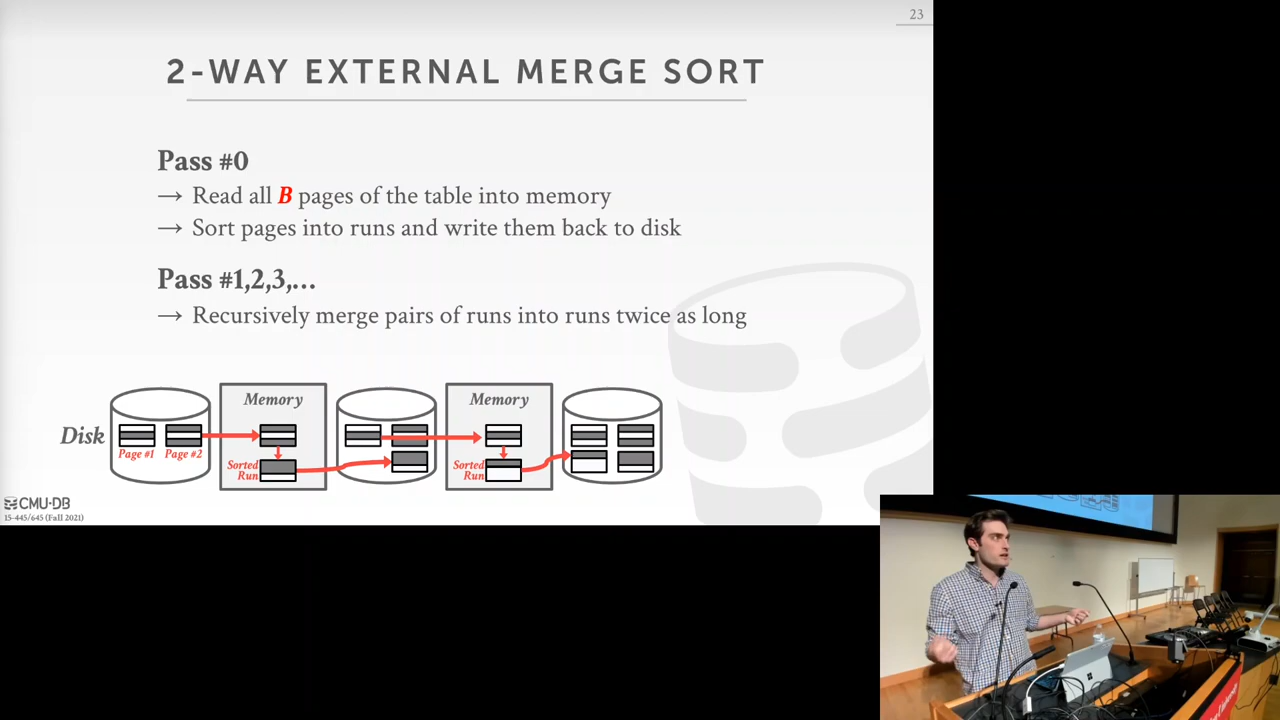 23
2-WAY EXTERNAL MERGE SORT
Pass #0
→ Read all B pages of the table into memory
→ Sort pages into runs and write them back to disk
Pass #1,2,3,…
→ Recursively merge pairs of runs into runs twice as long
Disk
Page #1 Page #2
Memory
Sorted
Run
Memory
Sorted
Run
CMU·DB
15-445/645 (Fall 2021)